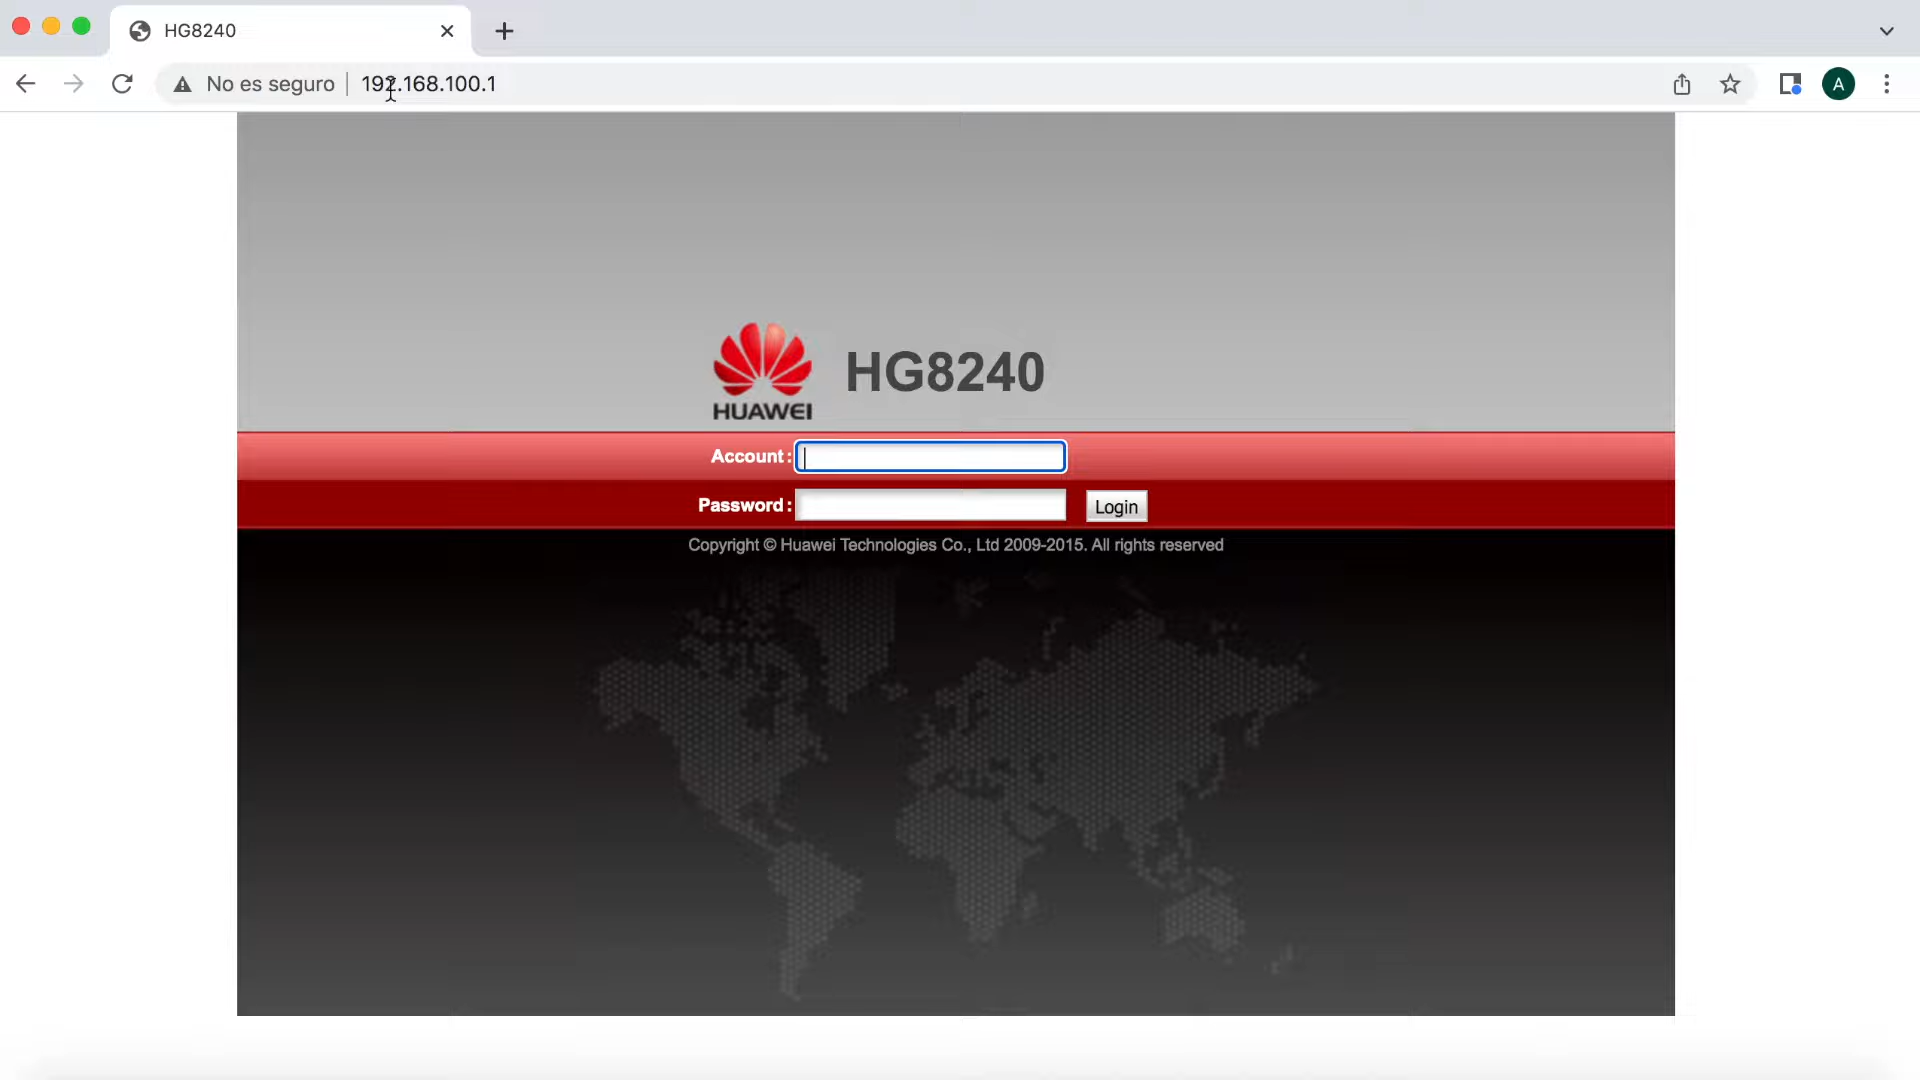 HG8240
No es seguro
192.168.100.1
A
HUAWEI
HG8240
Account:
Password:
Login
Copyright © Huawei Technologies Co., Ltd 2009-2015. All rights reserved